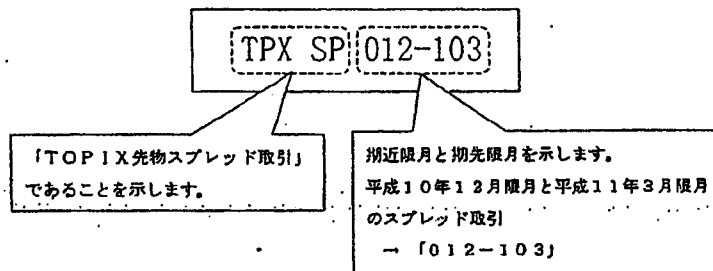 TPX SP 012-103
「TOPIX先物スプレッド取引」
であることを示します。
期近限月と期先限月を示します。
平成10年12月限月と平成11年3月限月
のスプレッド取引
→ 「012-103」